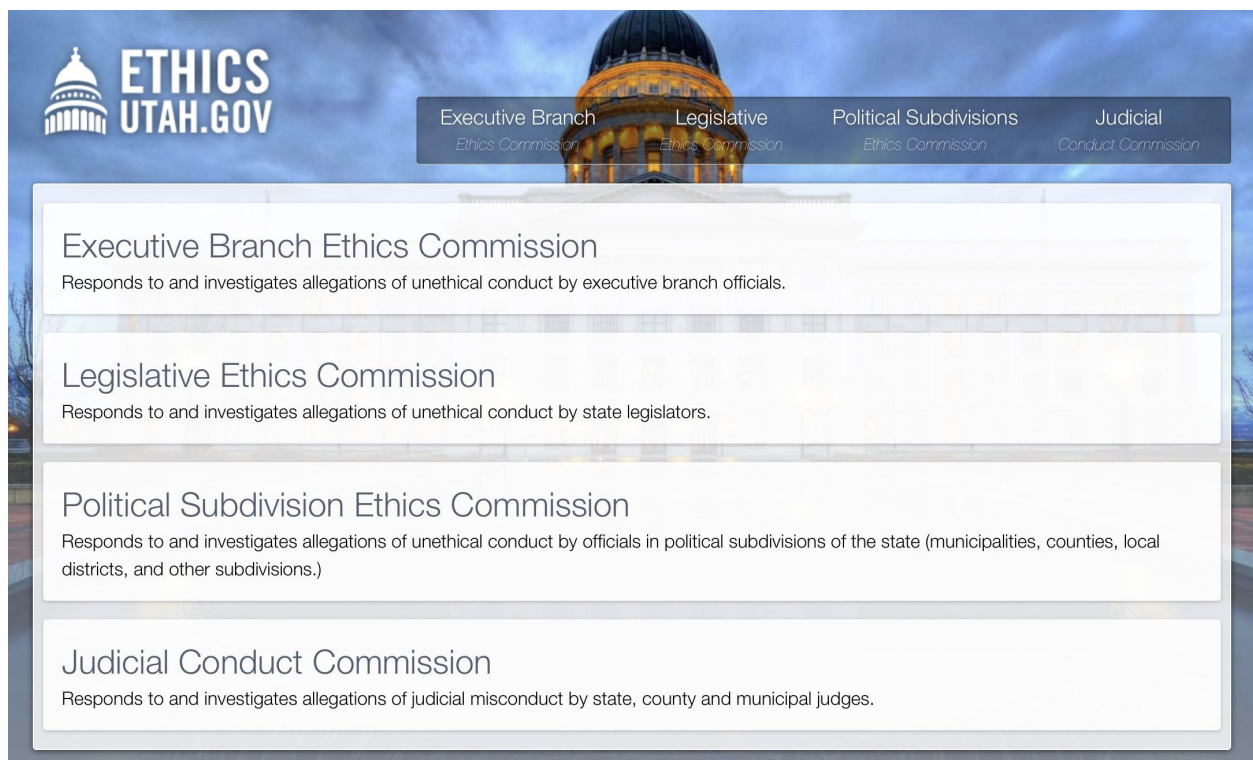 ETHICS
UTAH.GOV
Executive Branch
Ethics Commission
Legislative
Ethics Commission
Political Subdivisions
Ethics Commission
Judicial
Conduct Commission
Executive Branch Ethics Commission
Responds to and investigates allegations of unethical conduct by executive branch officials.
Legislative Ethics Commission
Responds to and investigates allegations of unethical conduct by state legislators.
Political Subdivision Ethics Commission
Responds to and investigates allegations of unethical conduct by officials in political subdivisions of the state (municipalities, counties, local
districts, and other subdivisions.)
Judicial Conduct Commission
Responds to and investigates allegations of judicial misconduct by state, county and municipal judges.